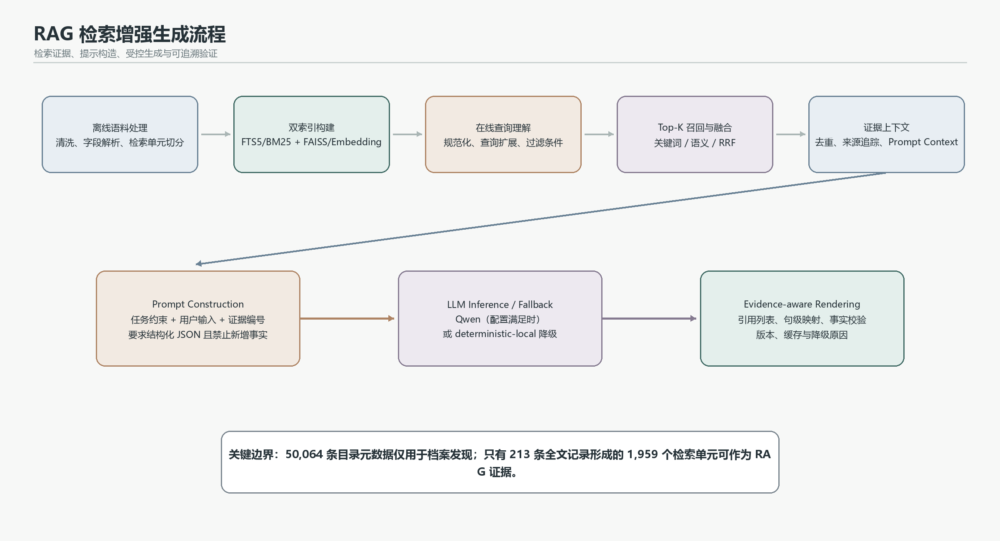 RAG 检索增强生成流程
检索证据、提示构造、受控生成与可追溯验证
离线语料处理
清洗、字段解析、检索单元切分
双索引构建
FTS5/BM25 + FAISS/Embedding
在线查询理解
规范化、查询扩展、过滤条件
Top-K 召回与融合
关键词 / 语义 / RRF
证据上下文
去重、来源追踪、Prompt Context
Prompt Construction
任务约束 + 用户输入 + 证据编号
要求结构化 JSON 且禁止新增事实
LLM Inference / Fallback
Qwen（配置满足时）
或 deterministic-local 降级
Evidence-aware Rendering
引用列表、句级映射、事实校验
版本、缓存与降级原因
关键边界：50,064 条目录元数据仅用于档案发现；只有 213 条全文记录形成的 1,959 个检索单元可作为 RA
G 证据。